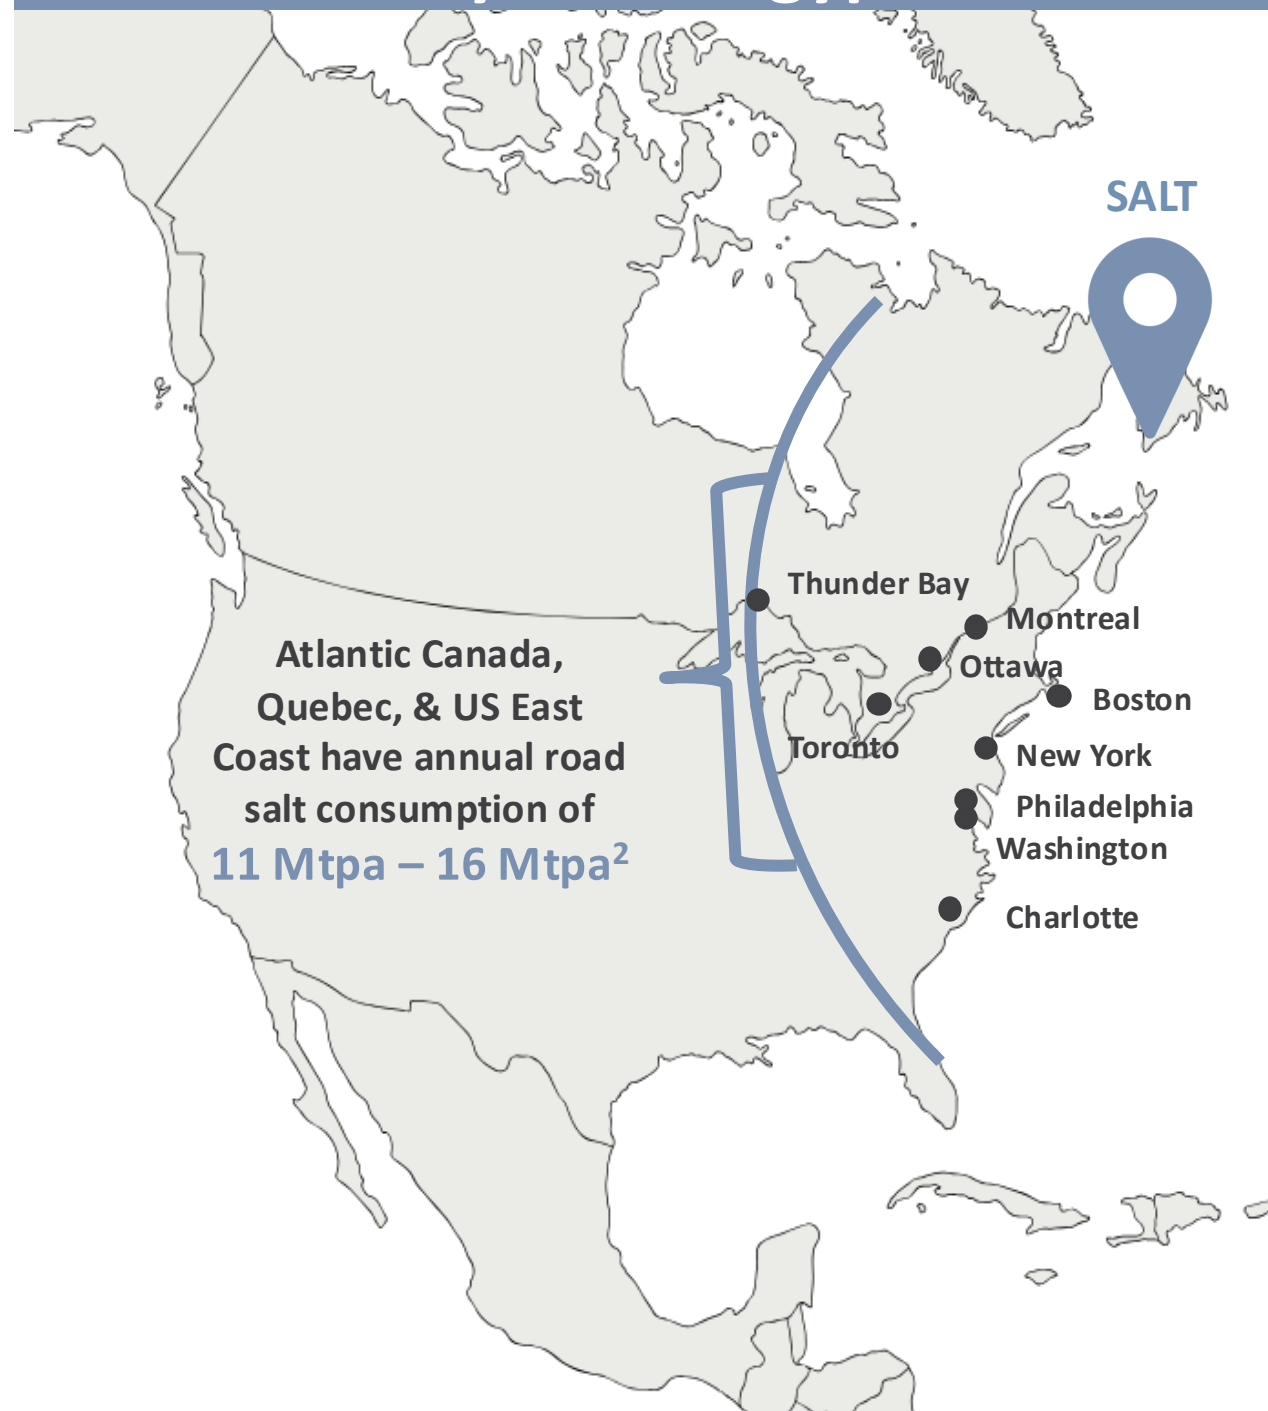 SALT
Thunder Bay
Montreal
Ottawa
Boston
Toronto
New York
Philadelphia
Washington
Charlotte
Atlantic Canada,
Quebec, & US East
Coast have annual road
salt consumption of
11 Mtpa – 16 Mtpa²